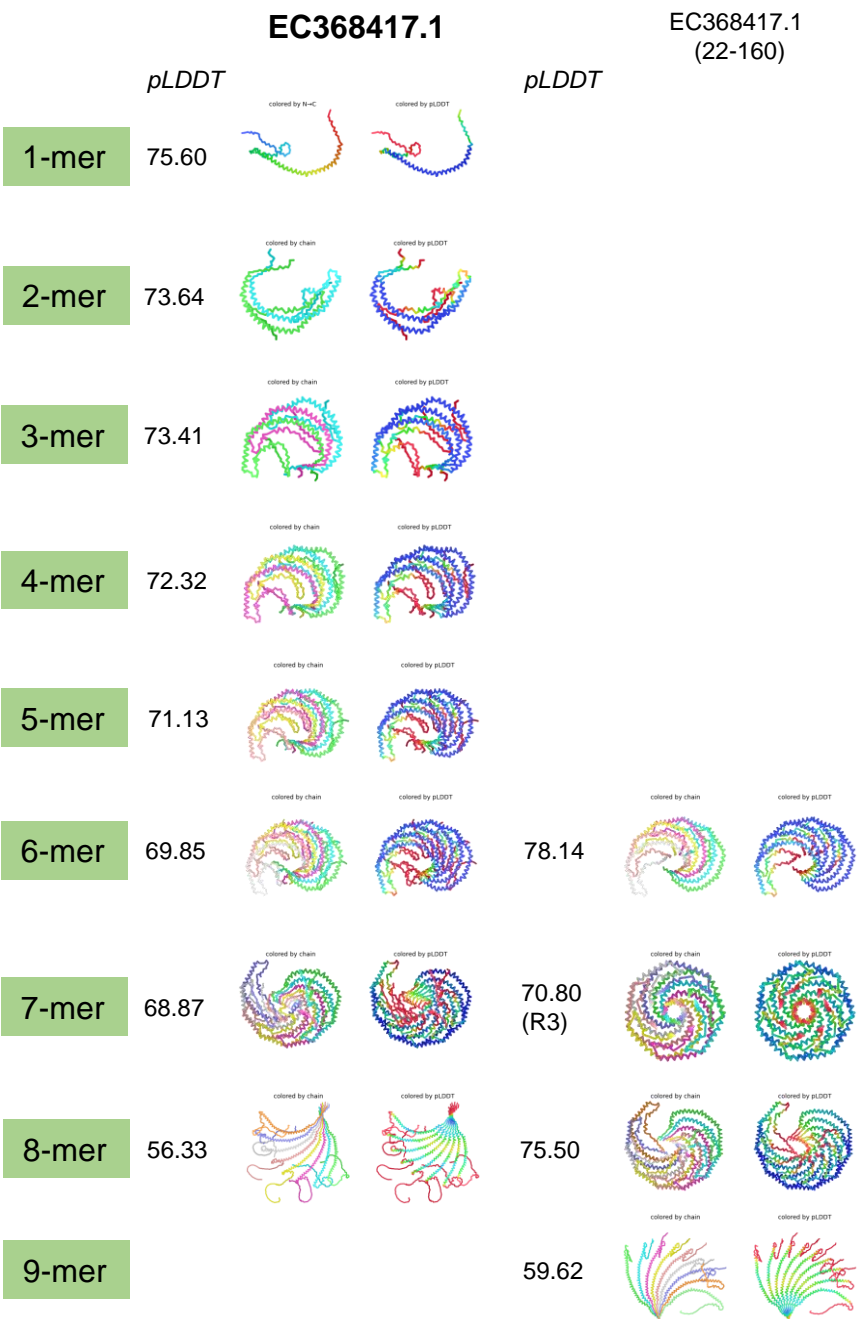 EC368417.1
EC368417.1
(22-160)
pLDDT
pLDDT
colored by N→C
colored by pLDDT
1-mer
75.60
colored by chain
colored by pLDDT
2-mer
73.64
colored by chain
colored by pLDDT
3-mer
73.41
colored by chain
colored by pLDDT
4-mer
72.32
colored by chain
colored by pLDDT
5-mer
71.13
colored by chain
colored by pLDDT
colored by chain
colored by pLDDT
6-mer
69.85
78.14
colored by chain
colored by pLDDT
colored by chain
colored by pLDDT
7-mer
68.87
70.80
(R3)
colored by chain
colored by pLDDT
colored by chain
colored by pLDDT
8-mer
56.33
75.50
colored by chain
colored by pLDDT
9-mer
59.62